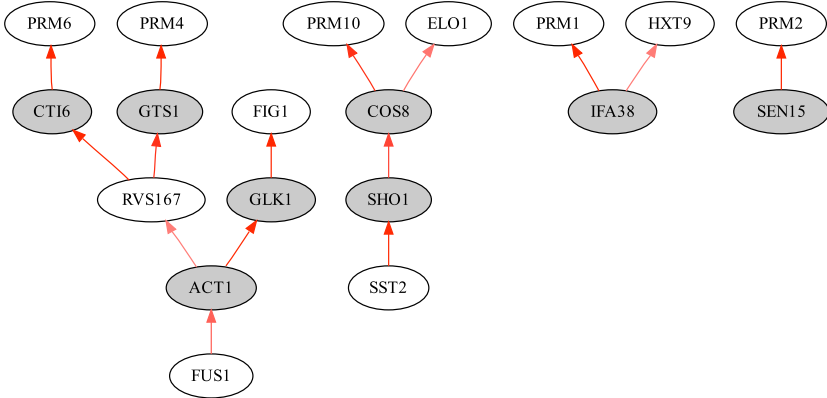 PRM6
PRM4
PRM10
ELO1
PRM1
HXT9
PRM2
CTI6
GTS1
FIG1
COS8
IFA38
SEN15
RVS167
GLK1
SHO1
ACT1
SST2
FUS1